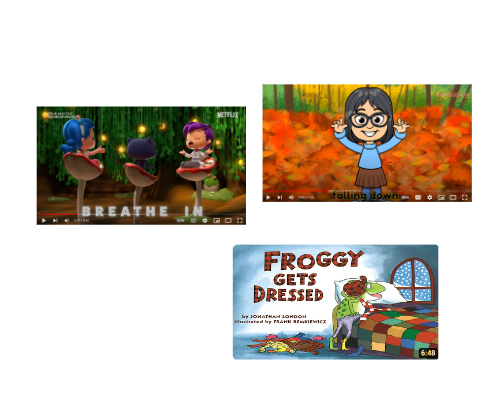 NETFLIX
BREATHE IN
falling down
FROGGY
GETS
DRESSED
by JONATHAN LONDON
illustrated by FRANK REMKIEWICZ
6:48